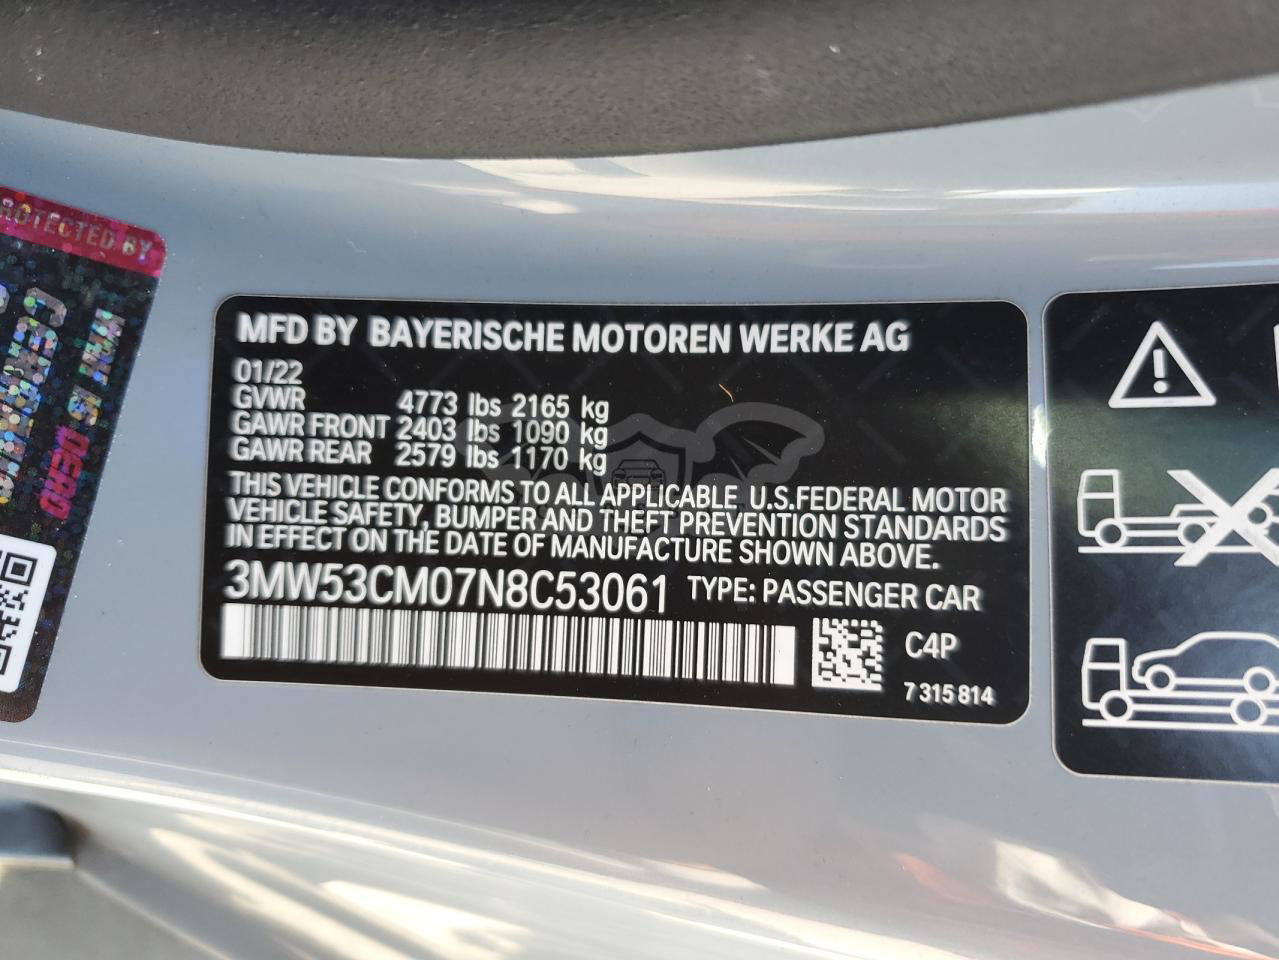 PROTECTED BY
MFD BY BAYERISCHE MOTOREN WERKE AG
01/22
GVWR 4773 lbs 2165 kg
GAWR FRONT 2403 lbs 1090 kg
GAWR REAR 2579 lbs 1170 kg
THIS VEHICLE CONFORMS TO ALL APPLICABLE U.S.FEDERAL MOTOR
VEHICLE SAFETY, BUMPER AND THEFT PREVENTION STANDARDS
IN EFFECT ON THE DATE OF MANUFACTURE SHOWN ABOVE.
3MW53CM07N8C53061 TYPE: PASSENGER CAR
C4P
7 315 814